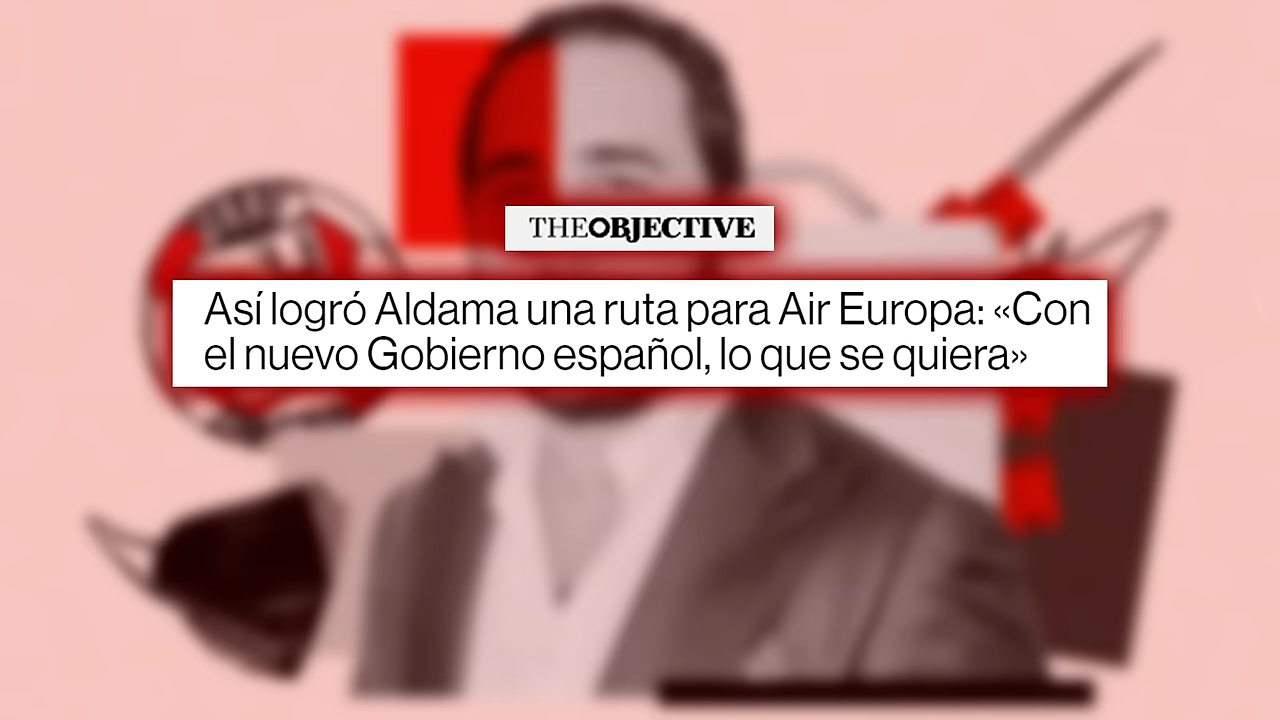 THEOBJECTIVE
Así logró Aldama una ruta para Air Europa: «Con
el nuevo Gobierno español, lo que se quiera»